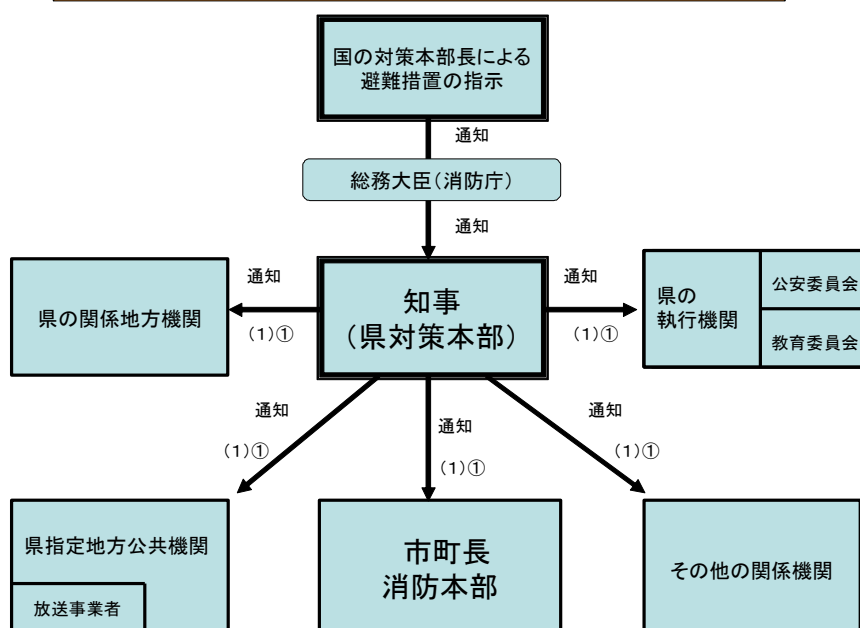 国の対策本部長による
避難措置の指示
通知
総務大臣（消防庁）
通知
県の関係地方機関
通知
(1)①
知事
（県対策本部）
通知
(1)①
県の
執行機関
公安委員会
教育委員会
通知
(1)①
通知
(1)①
通知
(1)①
県指定地方公共機関
放送事業者
市町長
消防本部
その他の関係機関